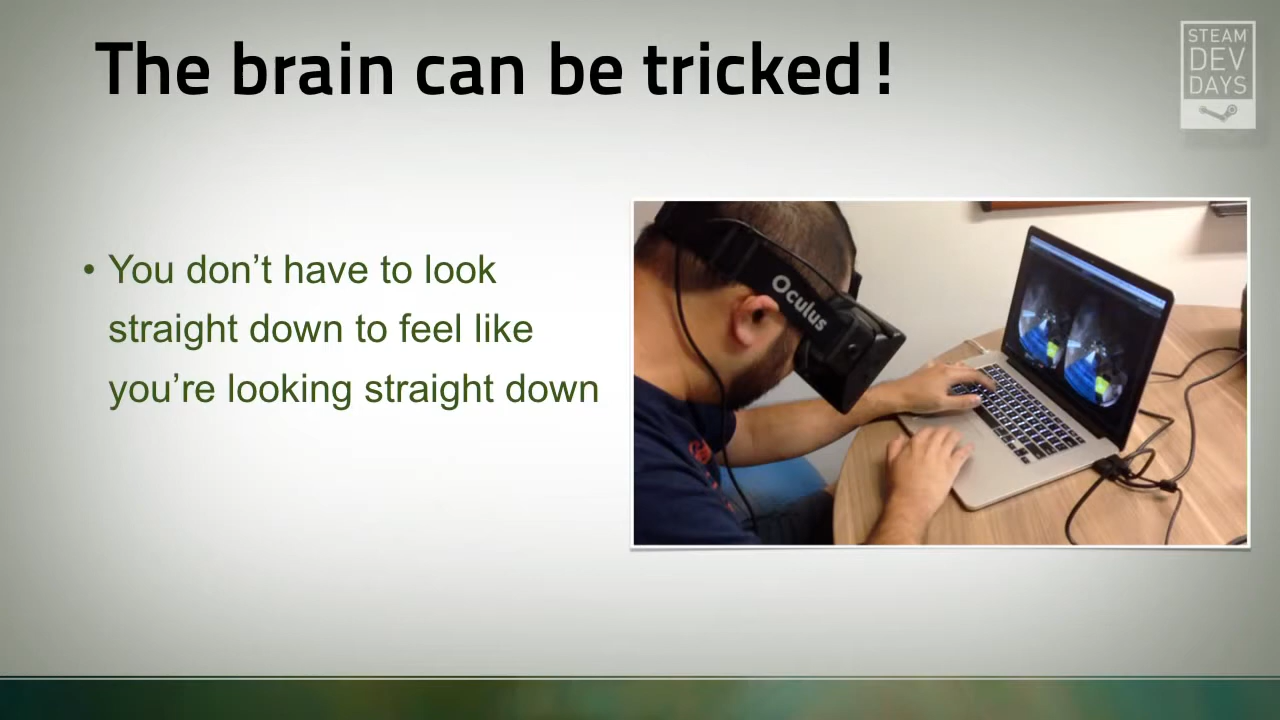 The brain can be tricked!
STEAM
DEV
DAYS
• You don’t have to look
straight down to feel like
you’re looking straight down
Oculus